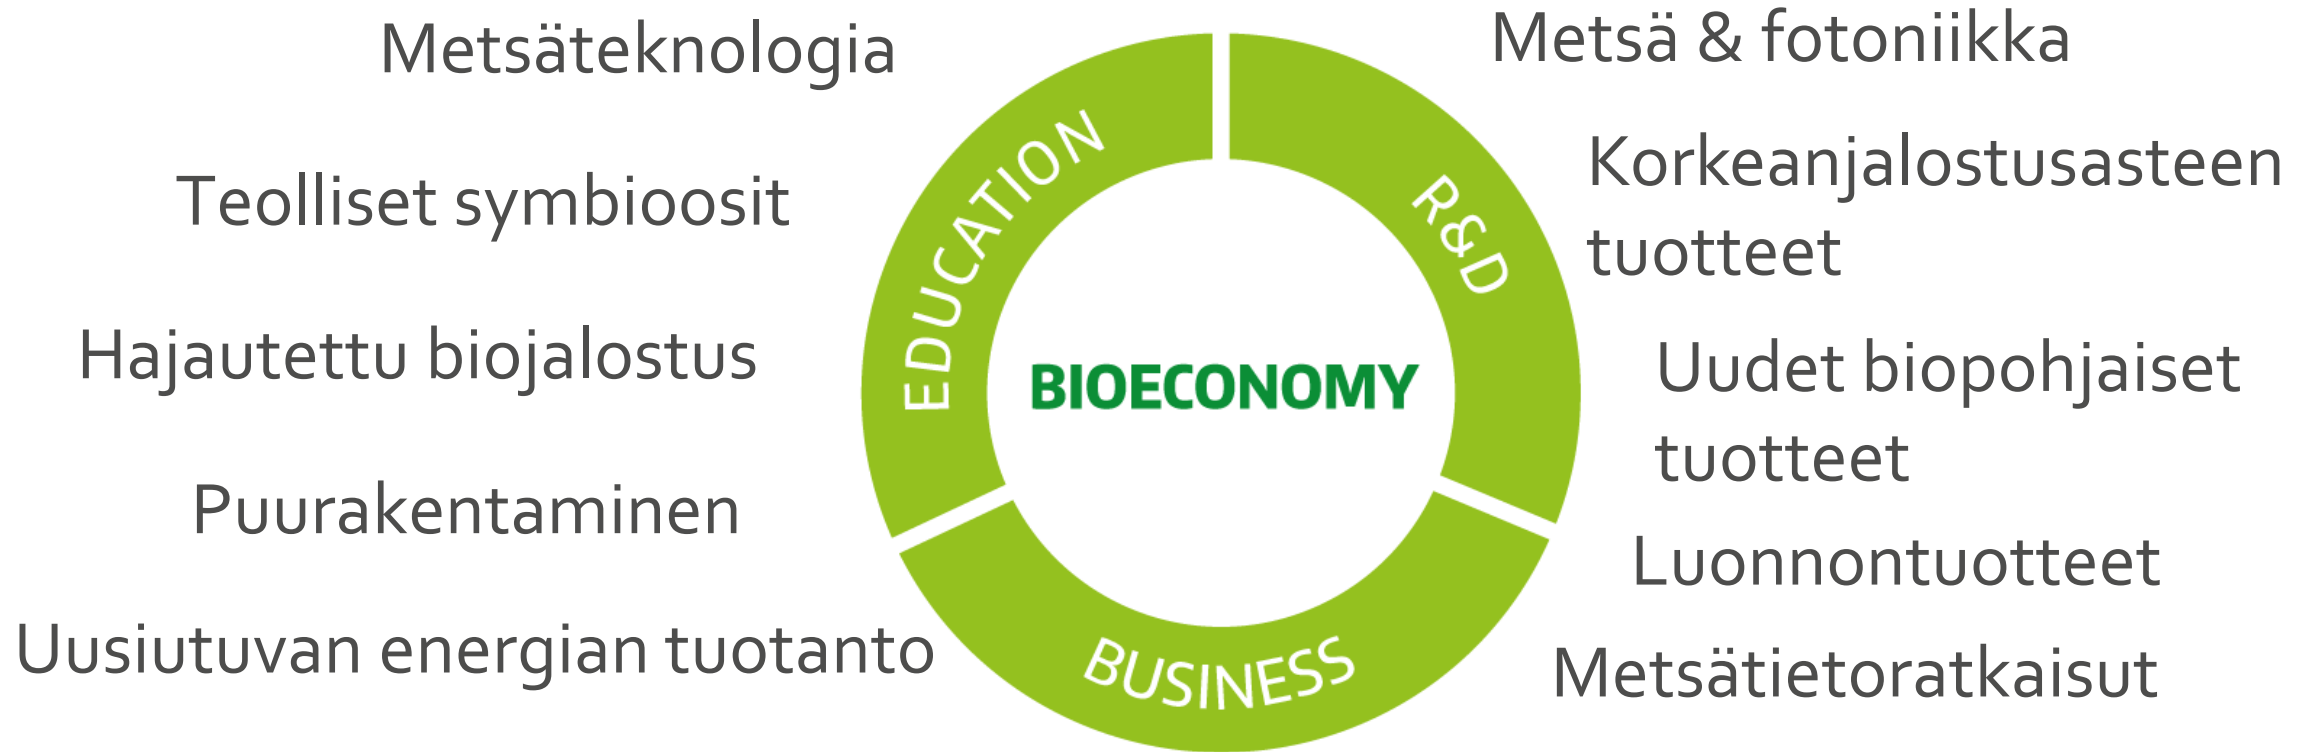 Metsäteknologia
Teolliset symbioosit
Hajautettu biojalostus
Puurakentaminen
Uusiutuvan energian tuotanto
EDUCATION
R&D
BIOECONOMY
BUSINESS
Metsä & fotoniikka
Korkeanjalostusasteen
tuotteet
Uudet biopohjaiset
tuotteet
Luonnontuotteet
Metsätietoratkaisut